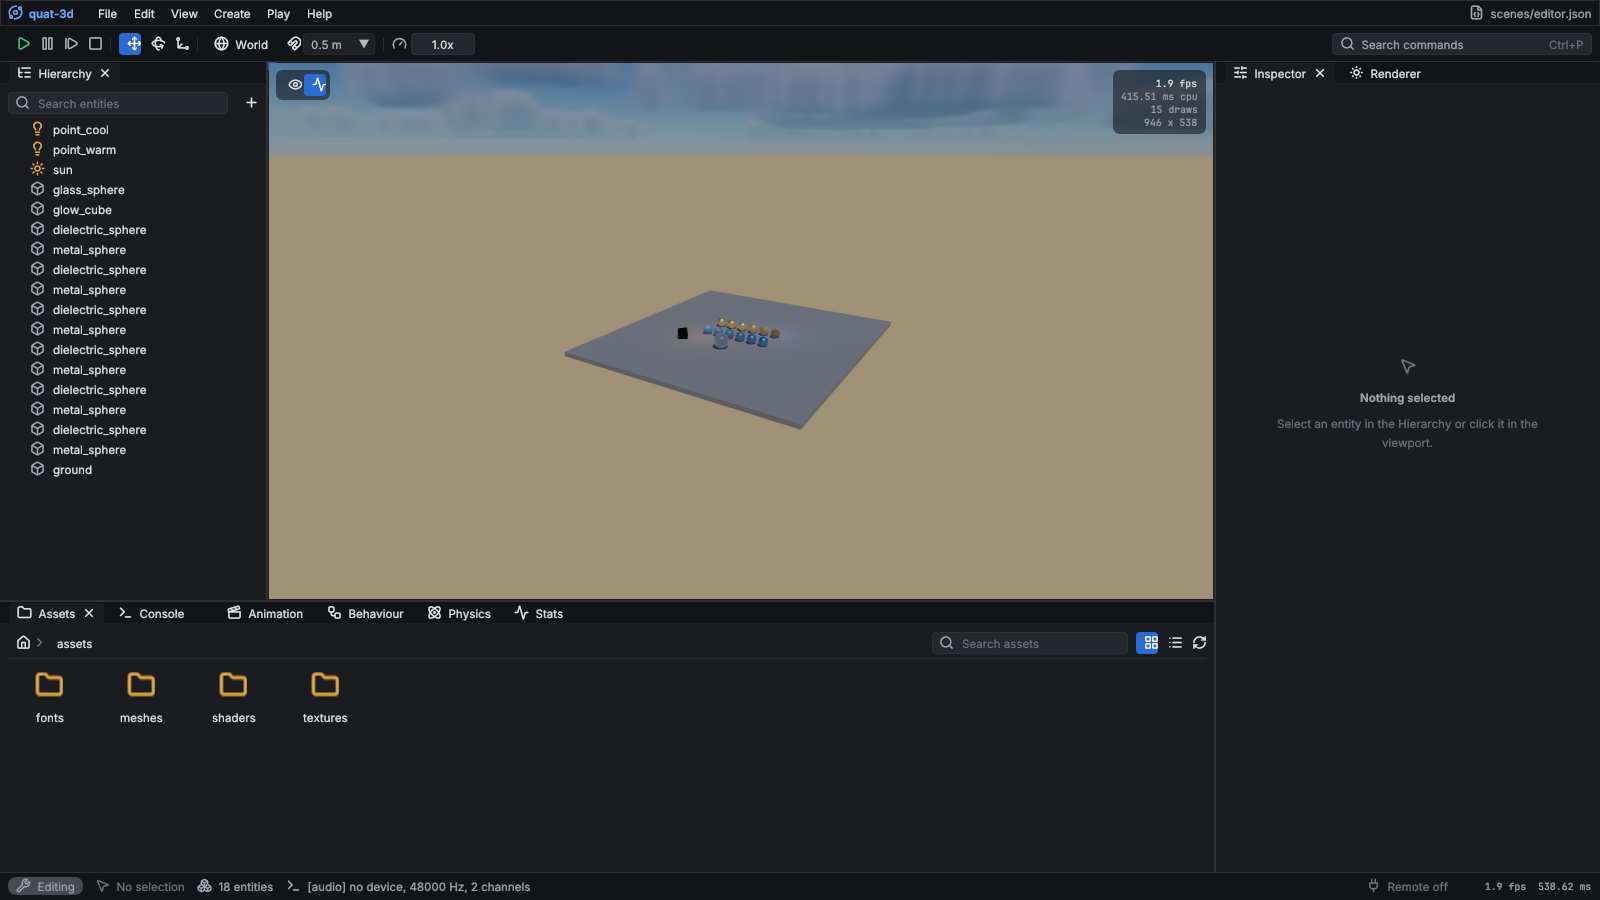 quat-3d File Edit View Create Play Help scenes/editor.json
World 0.5 m 1.0x Search commands Ctrl+P
Hierarchy
Search entities
point_cool
point_warm
sun
glass_sphere
glow_cube
dielectric_sphere
metal_sphere
dielectric_sphere
metal_sphere
dielectric_sphere
metal_sphere
dielectric_sphere
metal_sphere
dielectric_sphere
metal_sphere
dielectric_sphere
metal_sphere
ground
1.9 fps
415.51 ms cpu
15 draws
946 x 538
Inspector Renderer
Nothing selected
Select an entity in the Hierarchy or click it in the
viewport.
Assets Console Animation Behaviour Physics Stats
assets Search assets
fonts meshes shaders textures
Editing No selection 18 entities [audio] no device, 48000 Hz, 2 channels Remote off 1.9 fps 538.62 ms